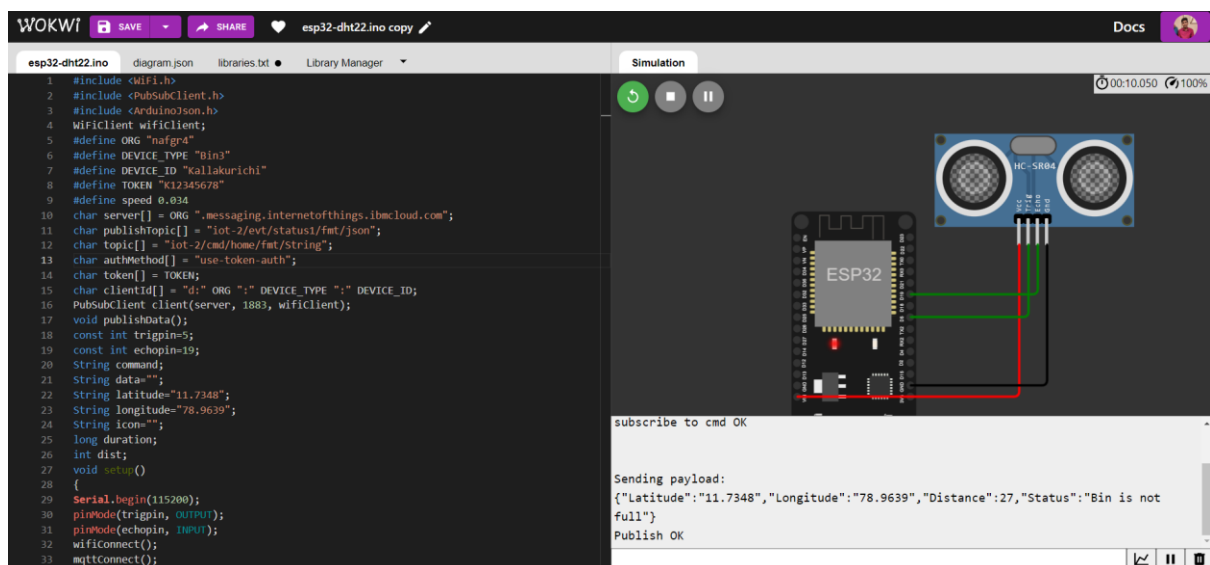 WOKWi SAVE SHARE esp32-dht22.ino copy Docs
esp32-dht22.ino diagram.json libraries.txt ● Library Manager
Simulation
1 #include <WiFi.h>
2 #include <PubSubClient.h>
3 #include <ArduinoJson.h>
4 WiFiClient wifiClient;
5 #define ORG "nafgr4"
6 #define DEVICE_TYPE "Bin3"
7 #define DEVICE_ID "Kallakurichi"
8 #define TOKEN "K12345678"
9 #define speed 0.034
10 char server[] = ORG ".messaging.internetofthings.ibmcloud.com";
11 char publishTopic[] = "iot-2/evt/status1/fmt/json";
12 char topic[] = "iot-2/cmd/home/fmt/String";
13 char authMethod[] = "use-token-auth";
14 char token[] = TOKEN;
15 char clientId[] = "d:" ORG ":" DEVICE_TYPE ":" DEVICE_ID;
16 PubSubClient client(server, 1883, wifiClient);
17 void publishData();
18 const int trigpin=5;
19 const int echopin=19;
20 String command;
21 String data="";
22 String latitude="11.7348";
23 String longitude="78.9639";
24 String icon="";
25 long duration;
26 int dist;
27 void setup()
28 {
29 Serial.begin(115200);
30 pinMode(trigpin, OUTPUT);
31 pinMode(echopin, INPUT);
32 wifiConnect();
33 mqttConnect();
00:10.050 100%
HC-SR04
Vcc
Trig
Echo
Gnd
ESP32
subscribe to cmd OK
Sending payload:
{"Latitude":"11.7348","Longitude":"78.9639","Distance":27,"Status":"Bin is not
full"}
Publish OK